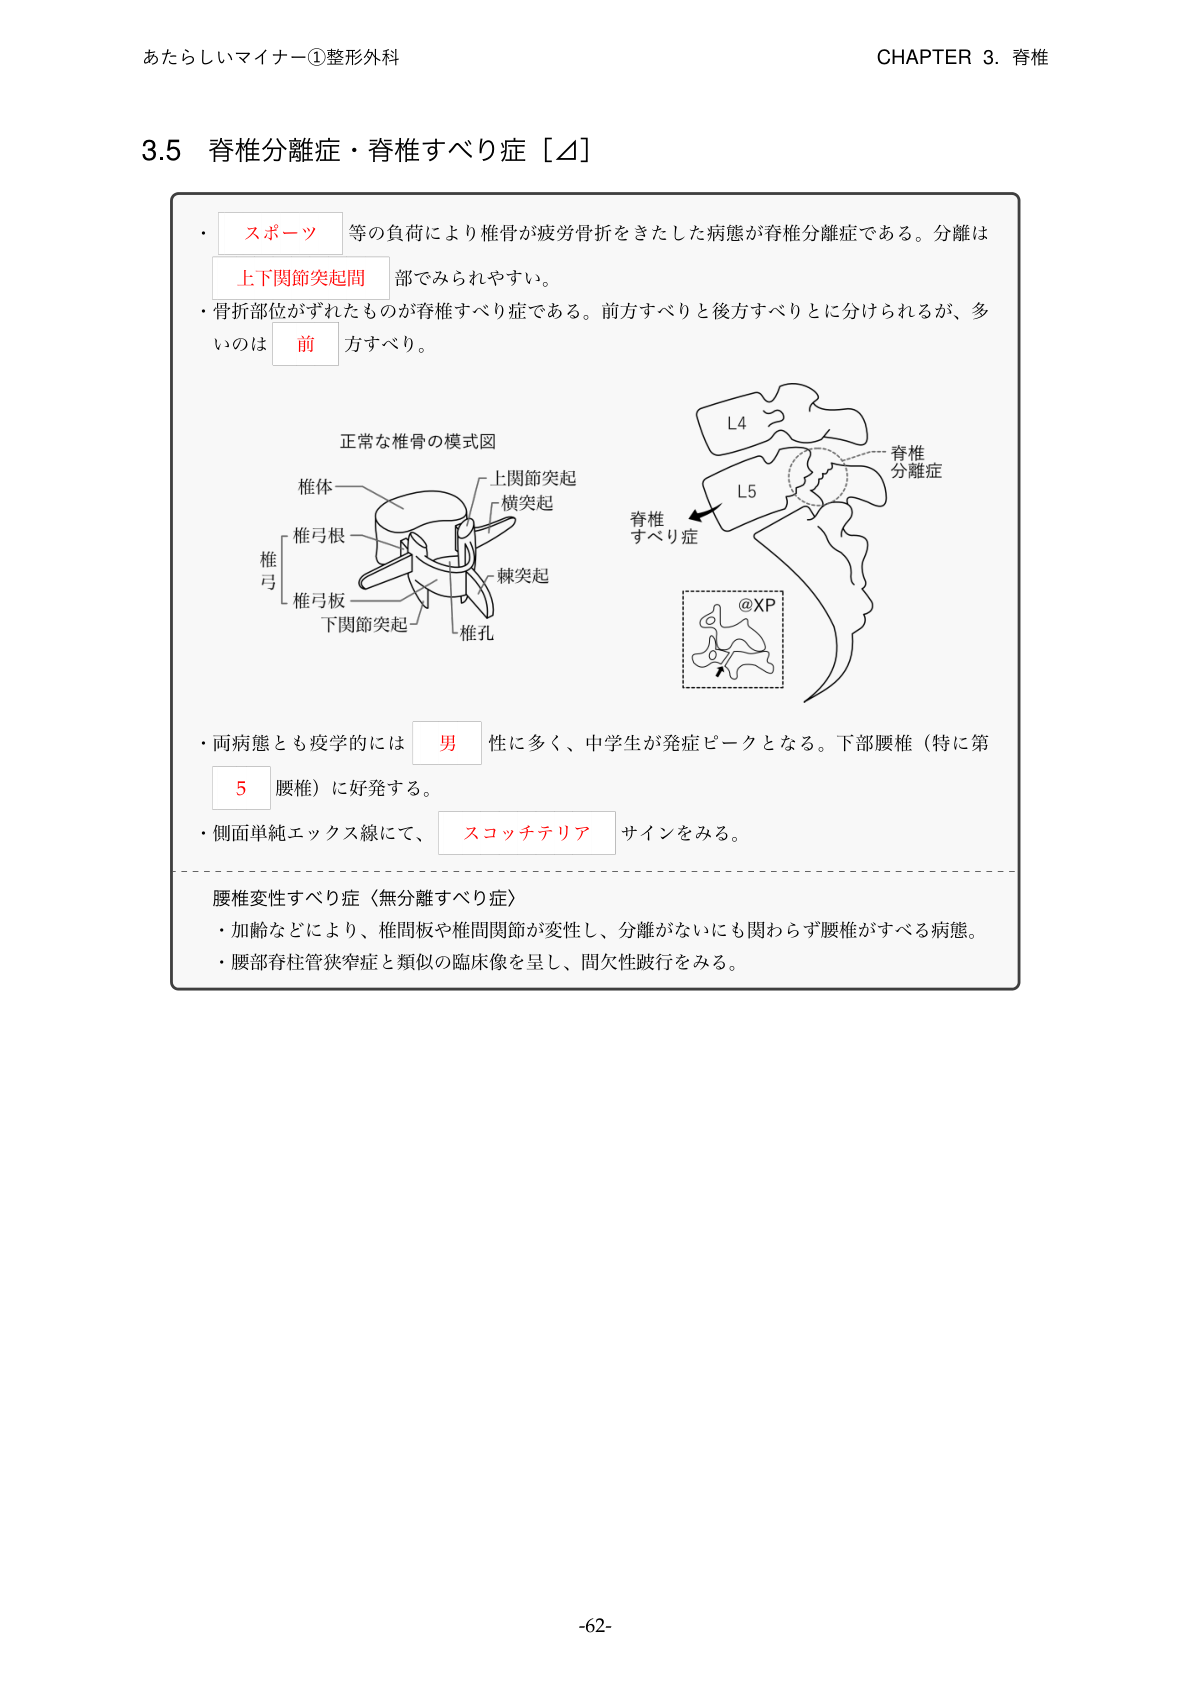 あたらしいマイナー①整形外科 CHAPTER 3. 脊椎
3.5 脊椎分離症・脊椎すべり症［⊿］
・ スポーツ 等の負荷により椎骨が疲労骨折をきたした病態が脊椎分離症である。分離は
上下関節突起間 部でみられやすい。
・骨折部位がずれたものが脊椎すべり症である。前方すべりと後方すべりとに分けられるが、多
いのは 前 方すべり。
正常な椎骨の模式図
椎体
椎弓根
椎弓
椎弓板
下関節突起
上関節突起
横突起
棘突起
椎孔
L4
L5
脊椎
分離症
脊椎
すべり症
@XP
・両病態とも疫学的には 男 性に多く、中学生が発症ピークとなる。下部腰椎（特に第
5 腰椎）に好発する。
・側面単純エックス線にて、 スコッチテリア サインをみる。
腰椎変性すべり症〈無分離すべり症〉
・加齢などにより、椎間板や椎間関節が変性し、分離がないにも関わらず腰椎がすべる病態。
・腰部脊柱管狭窄症と類似の臨床像を呈し、間欠性跛行をみる。
-62-